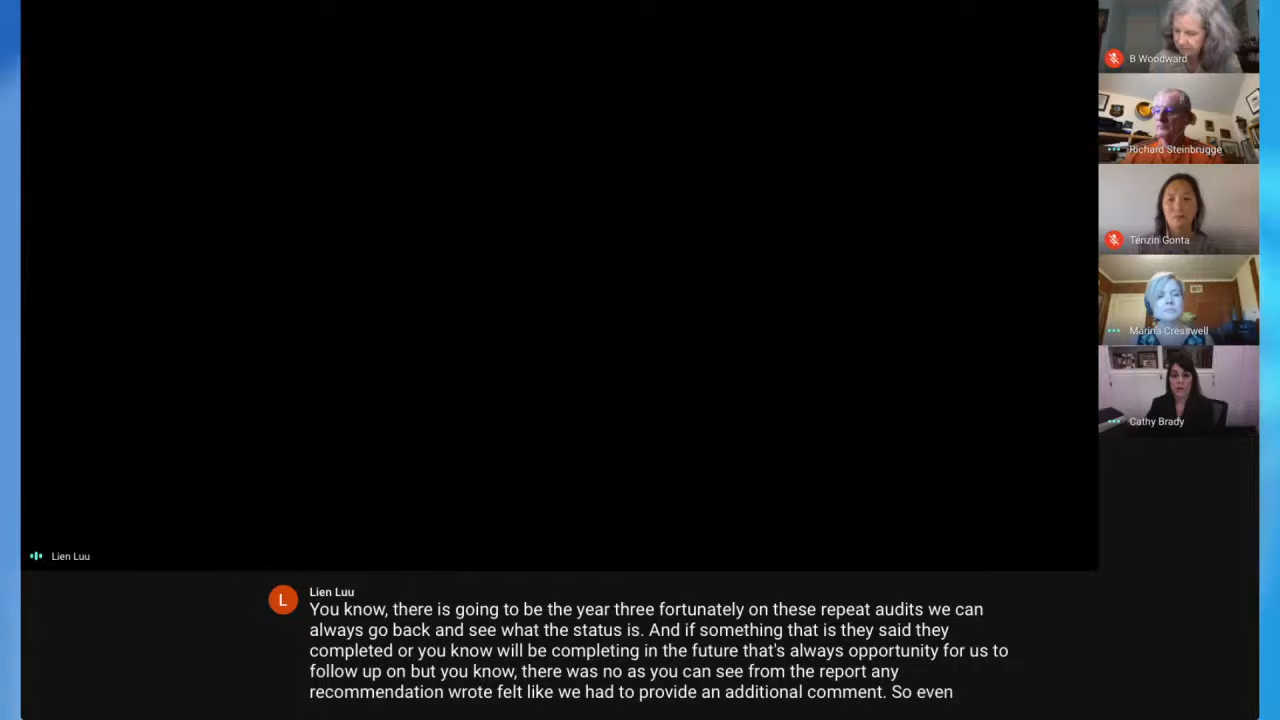 B Woodward
Richard Steinbrugge
Tenzin Gonta
Marina Cresswell
Cathy Brady
Lien Luu
L
Lien Luu
You know, there is going to be the year three fortunately on these repeat audits we can
always go back and see what the status is. And if something that is they said they
completed or you know will be completing in the future that's always opportunity for us to
follow up on but you know, there was no as you can see from the report any
recommendation wrote felt like we had to provide an additional comment. So even